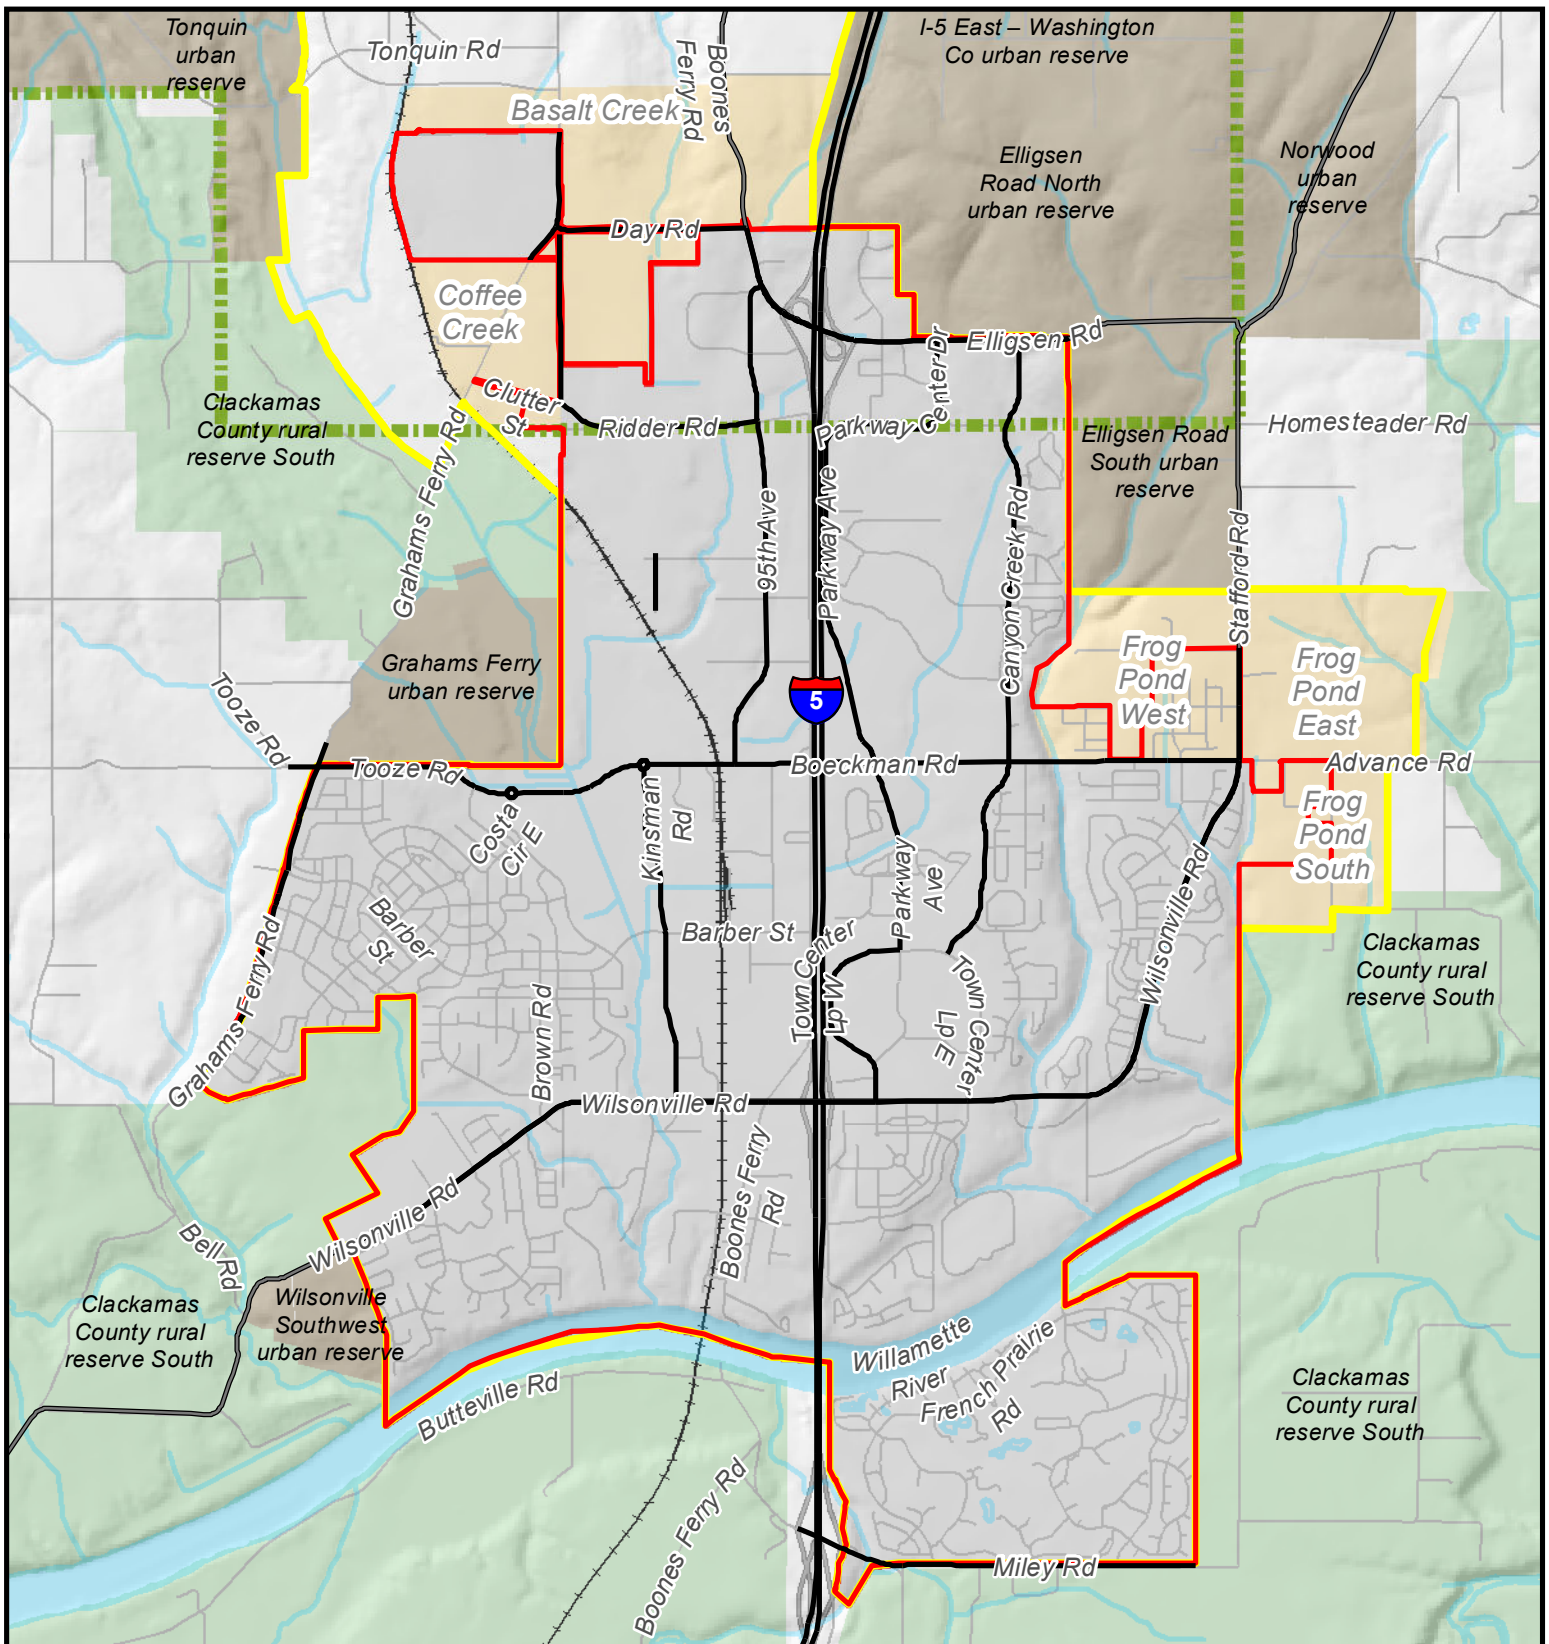 Tonquin
urban
reserve
Tonquin Rd
Boones
Ferry Rd
I-5 East – Washington
Co urban reserve
Basalt Creek
Elligsen
Road North
urban reserve
Norwood
urban
reserve
Day Rd
Coffee
Creek
Elligsen Rd
Parkway Center Dr
Clutter
St
Ridder Rd
Clackamas
County rural
reserve South
Homesteader Rd
Elligsen Road
South urban
reserve
Grahams Ferry Rd
95th Ave
Parkway Ave
Canyon Creek Rd
Stafford Rd
Grahams Ferry
urban reserve
Frog
Pond
West
Frog
Pond
East
5
Tooze Rd
Tooze Rd
Boeckman Rd
Advance Rd
Costa
Cir E
Kinsman
Rd
Frog
Pond
South
Parkway
Ave
Wilsonville Rd
Barber
St
Barber St
Town Center
Lp W
Town Center
Lp E
Clackamas
County rural
reserve South
Grahams Ferry Rd
Brown Rd
Wilsonville Rd
Boones Ferry
Rd
Wilsonville Rd
Bell Rd
Clackamas
County rural
reserve South
Wilsonville
Southwest
urban reserve
Willamette
River
French Prairie
Rd
Butteville Rd
Clackamas
County rural
reserve South
Boones Ferry Rd
Miley Rd